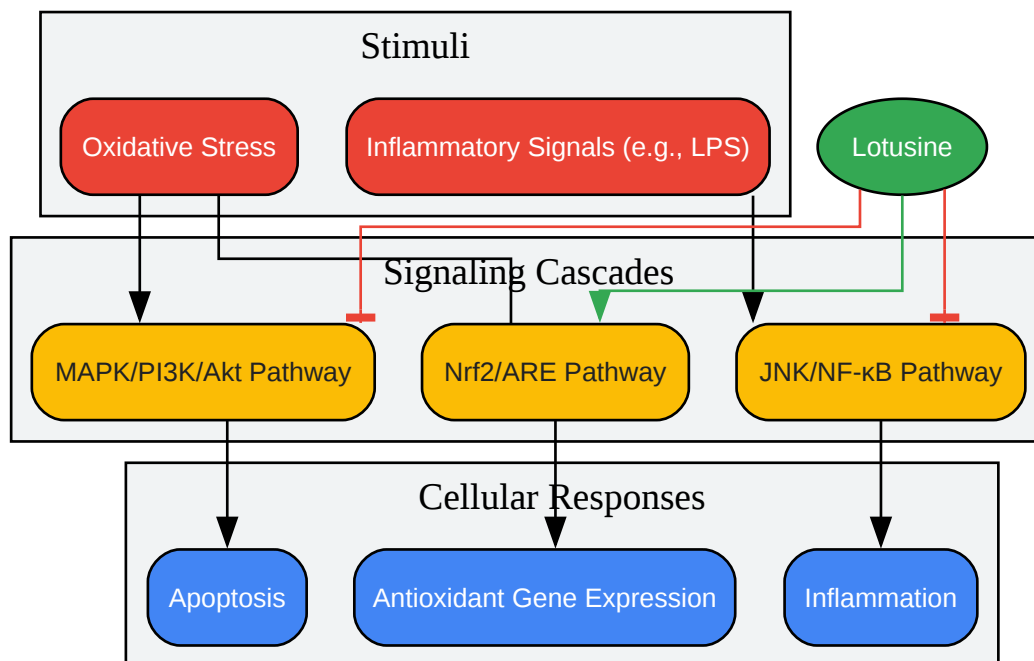 Stimuli
Oxidative Stress
Inflammatory Signals (e.g., LPS)
Lotusine
Signaling Cascades
MAPK/PI3K/Akt Pathway
Nrf2/ARE Pathway
JNK/NF-κB Pathway
Cellular Responses
Apoptosis
Antioxidant Gene Expression
Inflammation